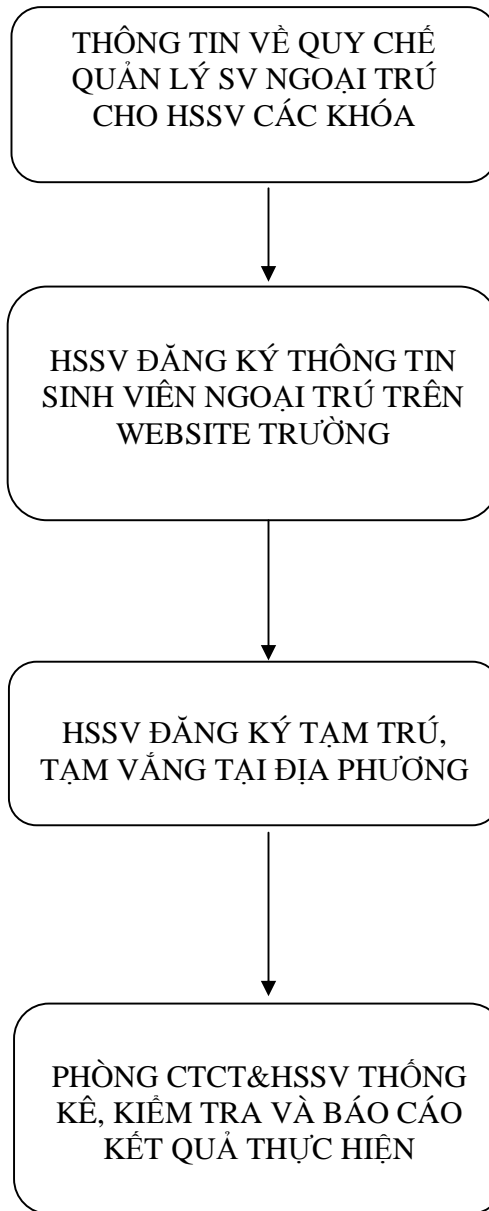 THÔNG TIN VỀ QUY CHẾ
QUẢN LÝ SV NGOẠI TRÚ
CHO HSSV CÁC KHÓA
HSSV ĐĂNG KÝ THÔNG TIN
SINH VIÊN NGOẠI TRÚ TRÊN
WEBSITE TRƯỜNG
HSSV ĐĂNG KÝ TẠM TRÚ,
TẠM VẮNG TẠI ĐỊA PHƯƠNG
PHÒNG CTCT&HSSV THỐNG
KÊ, KIỂM TRA VÀ BÁO CÁO
KẾT QUẢ THỰC HIỆN